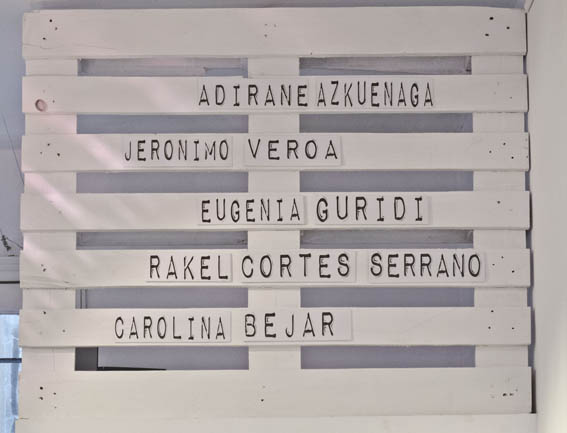 ADIRANE AZKUENAGA
JERONIMO VEROA
EUGENIA GURIDI
RAKEL CORTES SERRANO
CAROLINA BEJAR